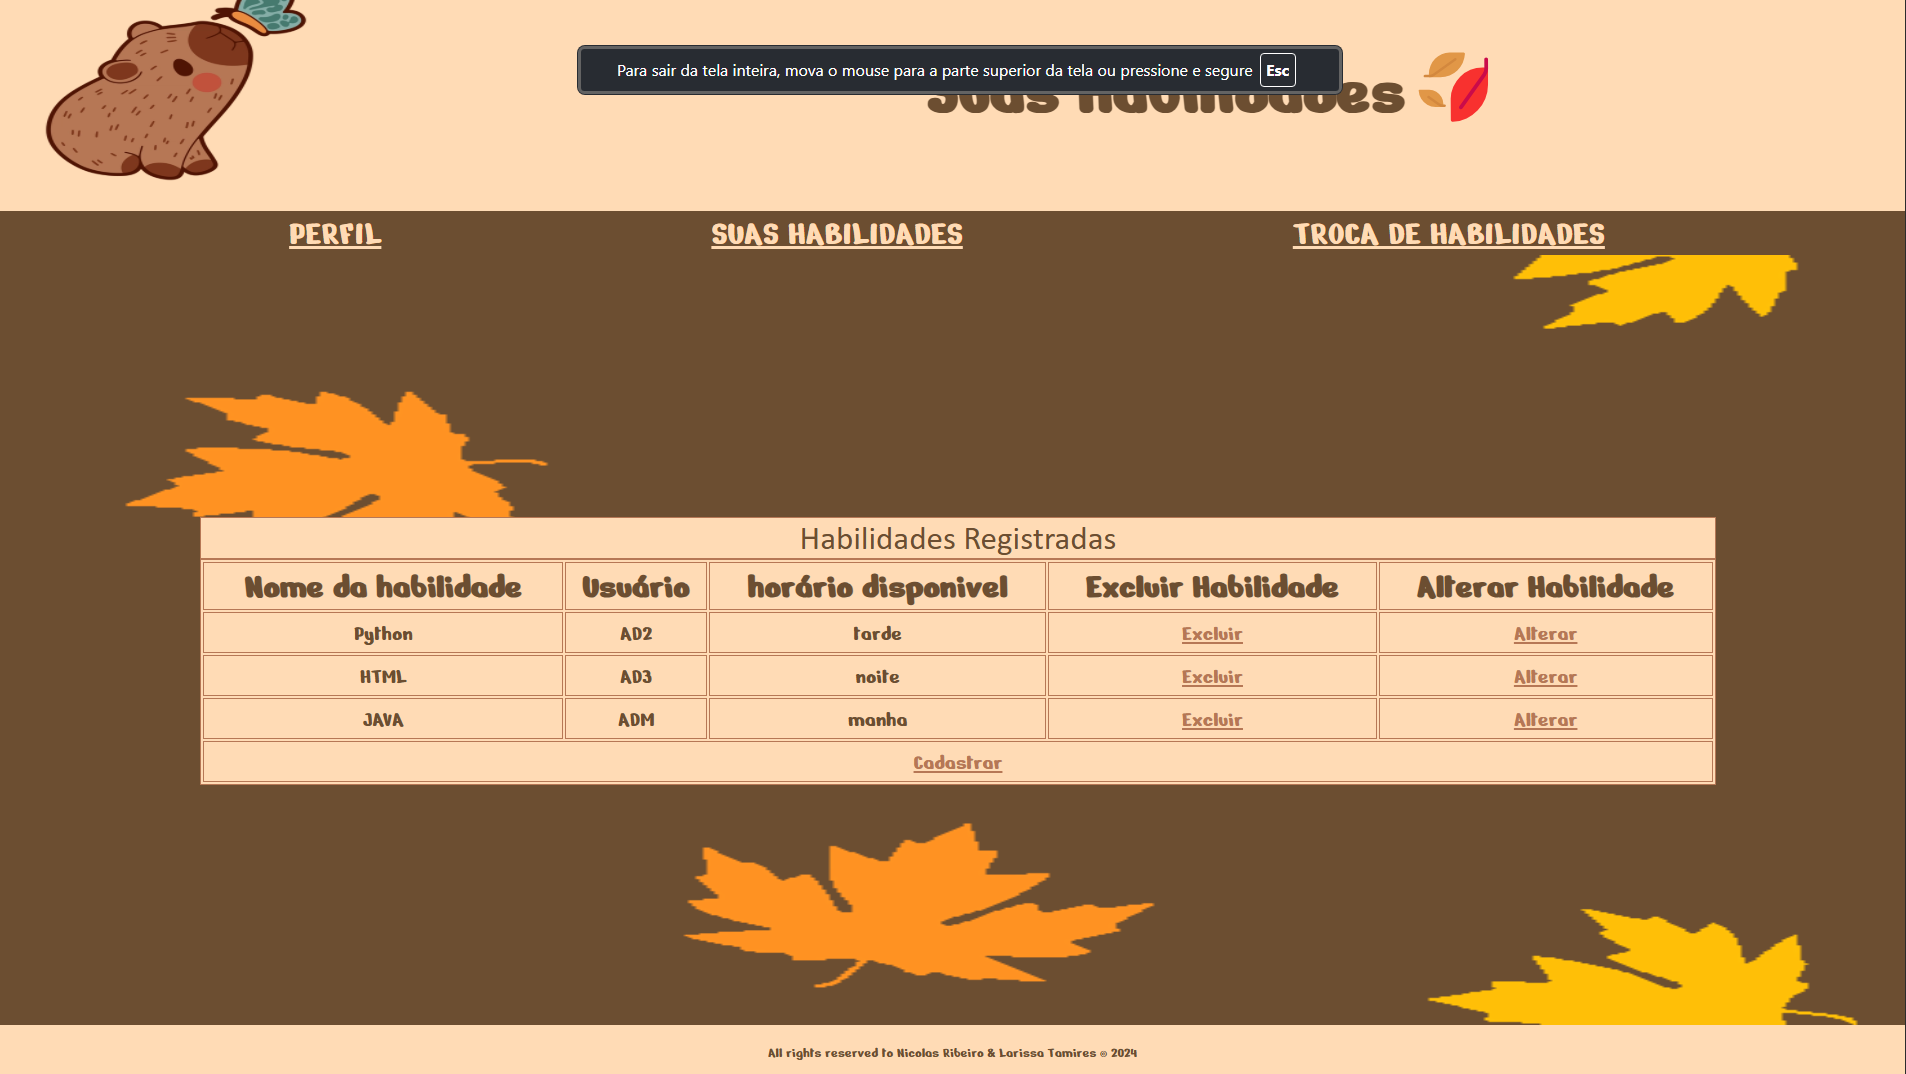 Para sair da tela inteira, mova o mouse para a parte superior da tela ou pressione e segure Esc
Suas Habilidades
PERFIL SUAS HABILIDADES TROCA DE HABILIDADES
Habilidades Registradas
Nome da habilidade Usuário horário disponivel Excluir Habilidade Alterar Habilidade
Python AD2 tarde Excluir Alterar
HTML AD3 noite Excluir Alterar
JAVA ADM manha Excluir Alterar
Cadastrar
All rights reserved to Nicolas Ribeiro & Larissa Tamires © 2024